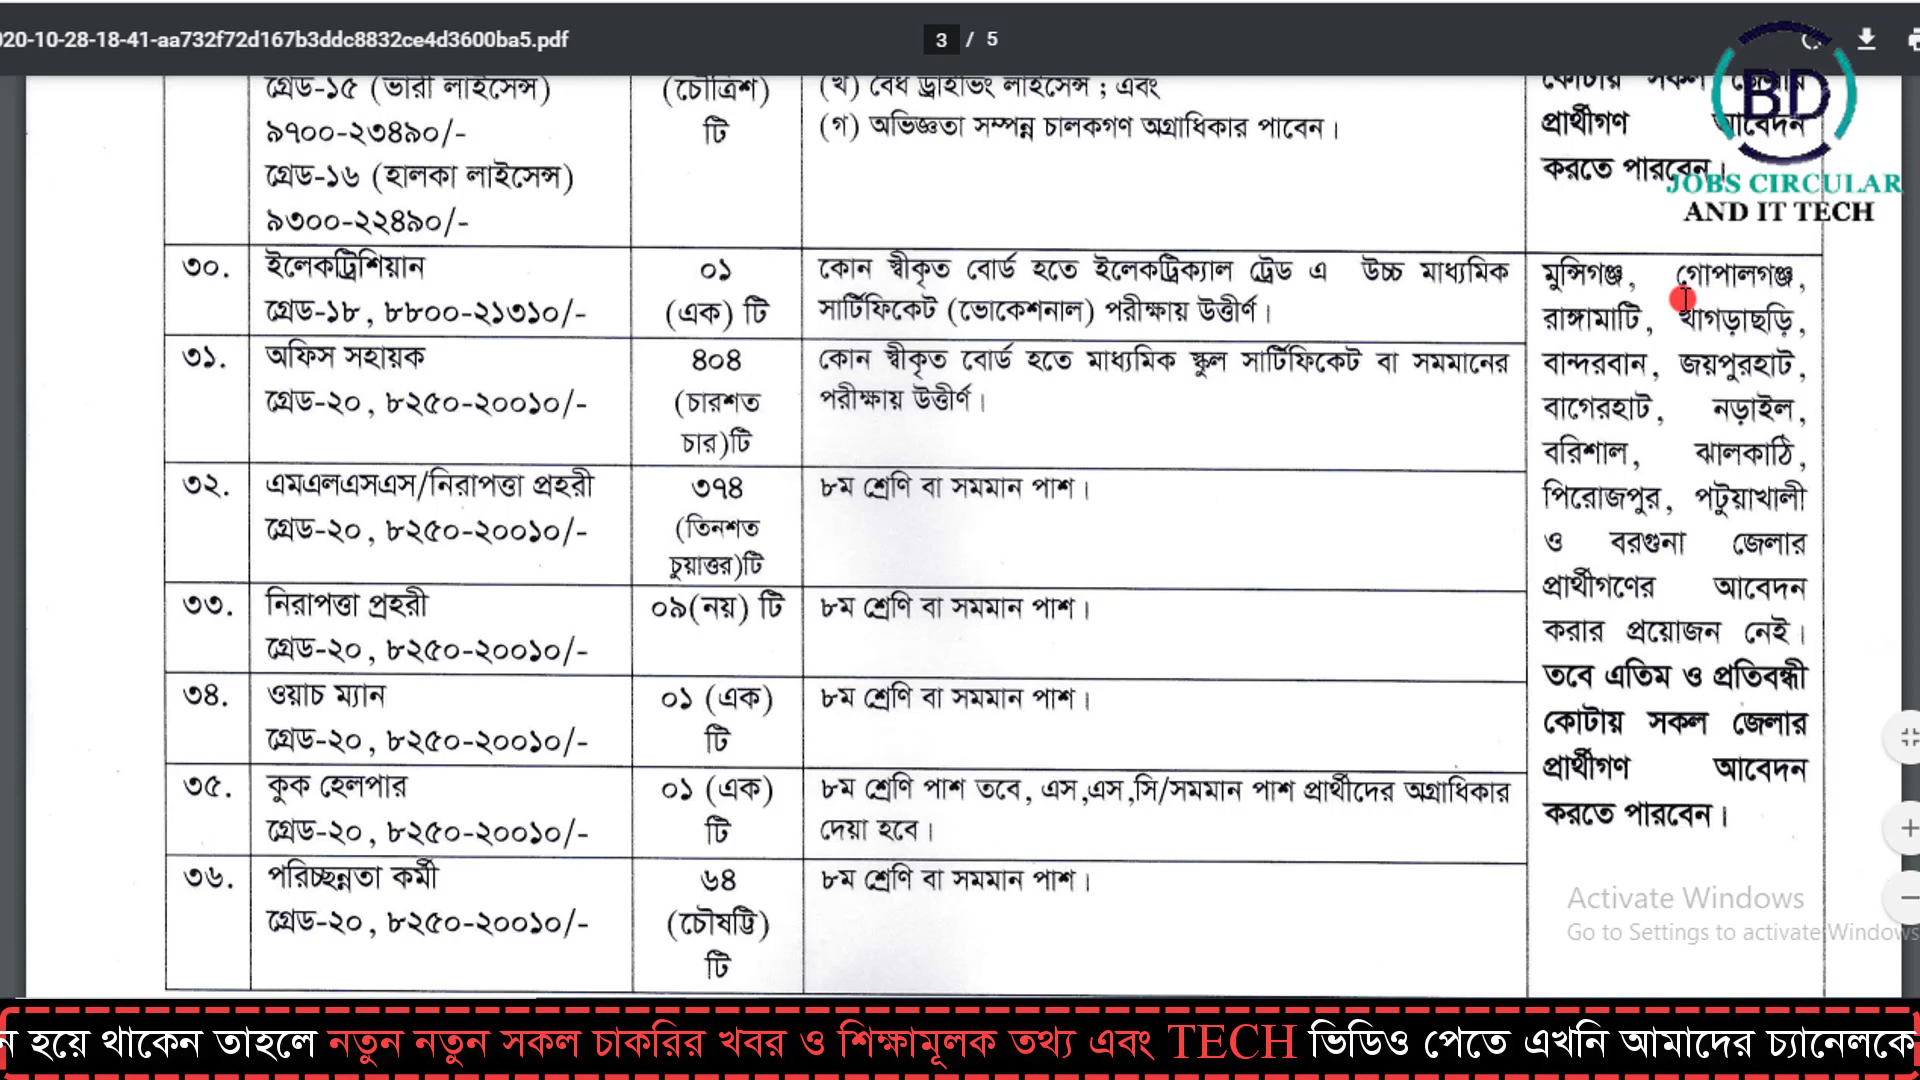 020-10-28-18-41-aa732f72d167b3ddc8832ce4d3600ba5.pdf
3 / 5
গ্রেড-১৫ (ভারী লাইসেন্স)
৯৭০০-২৩৪৯০/-
গ্রেড-১৬ (হালকা লাইসেন্স)
৯৩০০-২২৪৯০/-
(চৌত্রিশ)
টি
(খ) বৈধ ড্রাইভিং লাইসেন্স ; এবং
(গ) অভিজ্ঞতা সম্পন্ন চালকগণ অগ্রাধিকার পাবেন।
কোটায় সকল জেলার
প্রার্থীগণ আবেদন
করতে পারবেন।
BD
JOBS CIRCULAR
AND IT TECH
৩০.
ইলেকট্রিশিয়ান
গ্রেড-১৮, ৮৮০০-২১৩১০/-
০১
(এক) টি
কোন স্বীকৃত বোর্ড হতে ইলেকট্রিক্যাল ট্রেড এ উচ্চ মাধ্যমিক
সার্টিফিকেট (ভোকেশনাল) পরীক্ষায় উত্তীর্ণ।
৩১.
অফিস সহায়ক
গ্রেড-২০, ৮২৫০-২০০১০/-
৪০৪
(চারশত
চার)টি
কোন স্বীকৃত বোর্ড হতে মাধ্যমিক স্কুল সার্টিফিকেট বা সমমানের
পরীক্ষায় উত্তীর্ণ।
৩২.
এমএলএসএস/নিরাপত্তা প্রহরী
গ্রেড-২০, ৮২৫০-২০০১০/-
৩৭৪
(তিনশত
চুয়াত্তর)টি
৮ম শ্রেণি বা সমমান পাশ।
৩৩.
নিরাপত্তা প্রহরী
গ্রেড-২০, ৮২৫০-২০০১০/-
০৯(নয়) টি
৮ম শ্রেণি বা সমমান পাশ।
৩৪.
ওয়াচ ম্যান
গ্রেড-২০, ৮২৫০-২০০১০/-
০১ (এক)
টি
৮ম শ্রেণি বা সমমান পাশ।
৩৫.
কুক হেলপার
গ্রেড-২০, ৮২৫০-২০০১০/-
০১ (এক)
টি
৮ম শ্রেণি পাশ তবে, এস,এস,সি/সমমান পাশ প্রার্থীদের অগ্রাধিকার
দেয়া হবে।
৩৬.
পরিচ্ছন্নতা কর্মী
গ্রেড-২০, ৮২৫০-২০০১০/-
৬৪
(চৌষট্টি)
টি
৮ম শ্রেণি বা সমমান পাশ।
মুন্সিগঞ্জ, গোপালগঞ্জ,
রাঙ্গামাটি, খাগড়াছড়ি,
বান্দরবান, জয়পুরহাট,
বাগেরহাট, নড়াইল,
বরিশাল, ঝালকাঠি,
পিরোজপুর, পটুয়াখালী
ও বরগুনা জেলার
প্রার্থীগণের আবেদন
করার প্রয়োজন নেই।
তবে এতিম ও প্রতিবন্ধী
কোটায় সকল জেলার
প্রার্থীগণ আবেদন
করতে পারবেন।
Activate Windows
Go to Settings to activate Windows
ন হয়ে থাকেন তাহলে নতুন নতুন সকল চাকরির খবর ও শিক্ষামূলক তথ্য এবং TECH ভিডিও পেতে এখনি আমাদের চ্যানেলকে